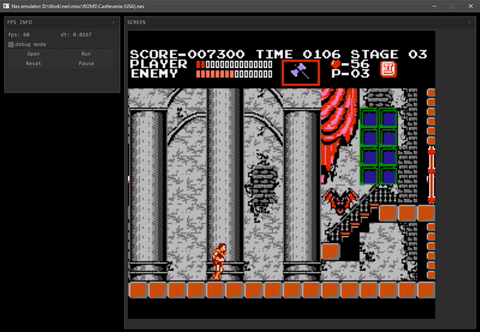 Nes emulator: D:\Work\nes\misc\ROMS\Castlevania (USA).nes
FPS INFO
fps: 60 dt: 0.0167
debug mode
Open Run
Reset Pause
SCREEN
SCORE-007300 TIME 0106 STAGE 03
PLAYER -56
ENEMY P-03